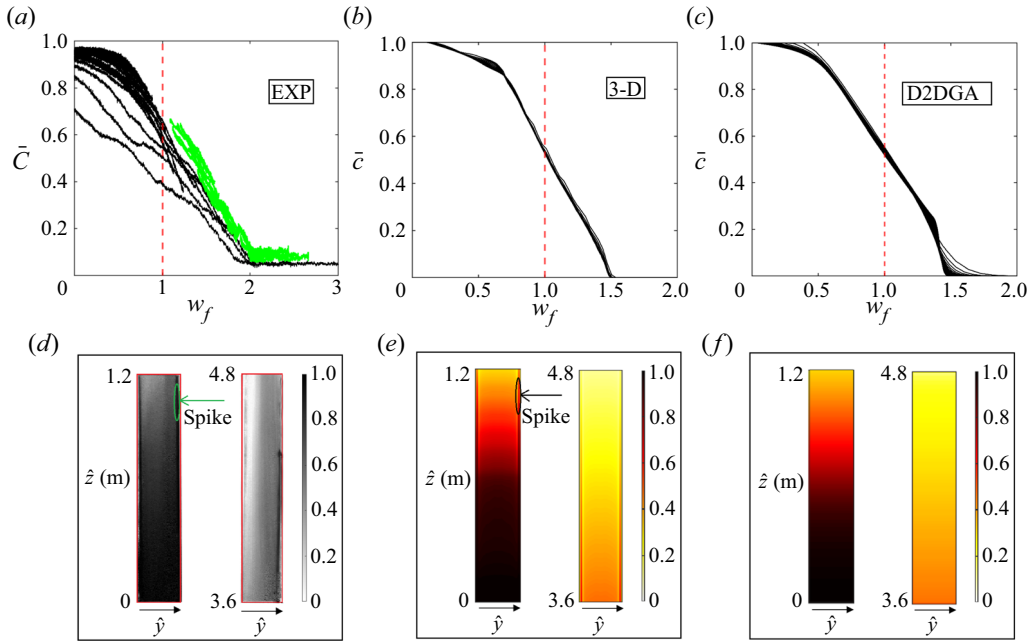 (a) (b) (c)
1.0 0.8 0.6 0.4 0.2 0
C̄
EXP
0 1 2 3
w_f
1.0 0.8 0.6 0.4 0.2
c̄
3-D
0 0.5 1.0 1.5 2.0
w_f
1.0 0.8 0.6 0.4 0.2 0
c̄
D2DGA
0 0.5 1.0 1.5 2.0
w_f
(d) (e) (f)
1.2 4.8 1.0
Spike 0.8
0.6
ẑ (m)
0.4
0.2
0 3.6 0
ŷ ŷ
1.2 4.8 1.0
Spike 0.8
0.6
ẑ (m)
0.4
0.2
0 3.6 0
ŷ ŷ
1.2 4.8 1.0
0.8
0.6
ẑ (m)
0.4
0.2
0 3.6 0
ŷ ŷ